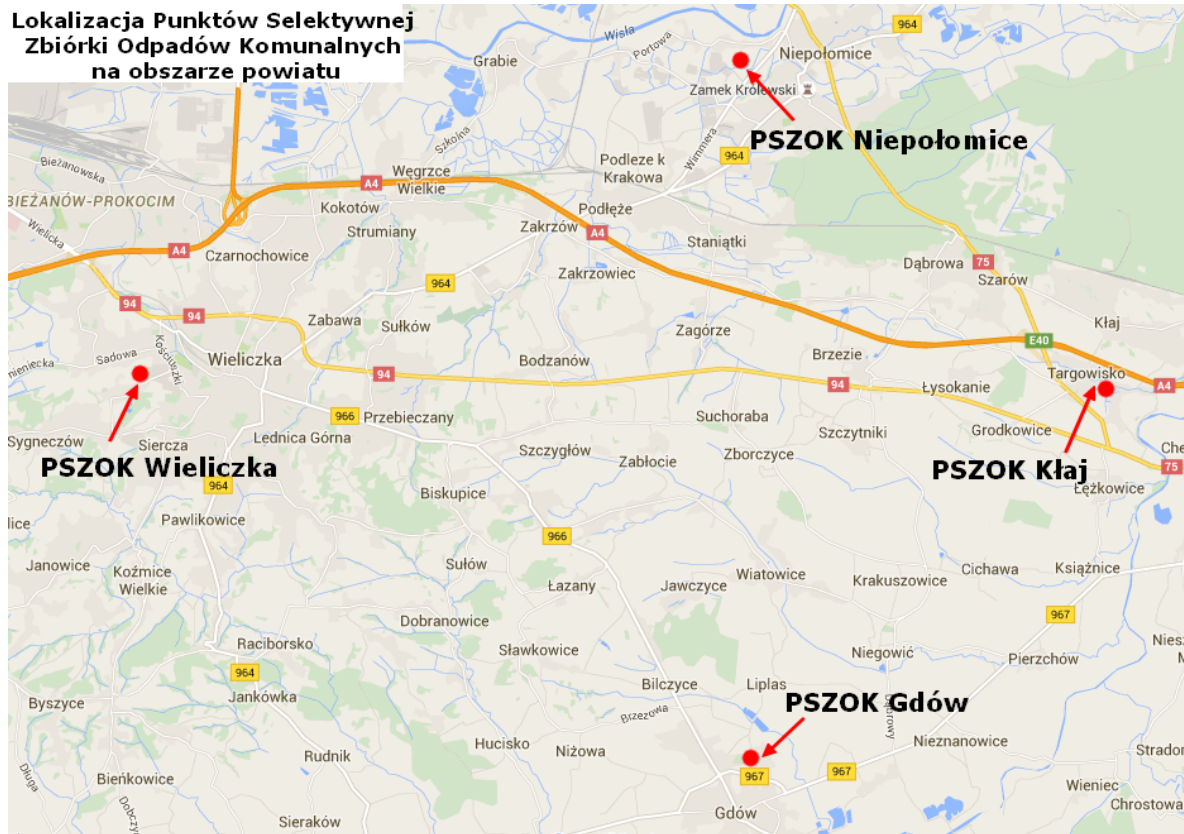 Lokalizacja Punktów Selektywnej
Zbiórki Odpadów Komunalnych
na obszarze powiatu
Wisła
Portowa
Niepołomice
964
Grabie
Zamek Królewski
PSZOK Niepołomice
Szkolna
Wimmera
964
Bieżanowska
Węgrzce
Wielkie
Podleze k
Krakowa
A4
BIEŻANÓW-PROKOCIM
Kokotów
Podłęże
Wielicka
Strumiany
Zakrzów
A4
Staniątki
A4
Czarnochowice
Dąbrowa
75
Szarów
Zakrzowiec
964
94
94
Zabawa
Sułków
Zagórze
Kłaj
E40
Sadowa
Kościuszki
Wieliczka
Bodzanów
Brzezie
mieniecka
94
94
Łysokanie
Targowisko
A4
966
Przebieczany
Suchoraba
Sygneczów
Siercza
Lednica Górna
Szczytniki
Grodkowice
Szczygłów
Zabłocie
Zborczyce
Che
PSZOK Wieliczka
PSZOK Kłaj
75
964
Biskupice
Łężkowice
Pawlikowice
lice
966
Janowice
Koźmice
Wielkie
Sułów
Łazany
Jawczyce
Wiatowice
Krakuszowice
Cichawa
Książnice
967
Dobranowice
Raciborsko
Sławkowice
Niegowić
Pierzchów
Niesz
964
Jankówka
Bilczyce
Liplas
PSZOK Gdów
Byszyce
Brzezowa
Hucisko
Niżowa
Nieznanowice
Rudnik
Stradom
Długa
Bieńkowice
967
967
Wieniec
Gdów
Chrostowa
Sieraków